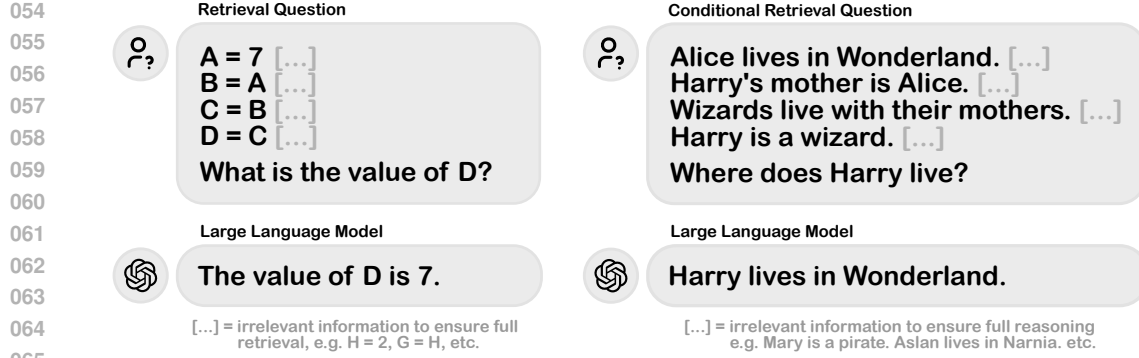 054
055
056
057
058
059
060
061
062
063
064
Retrieval Question
A = 7 [...]
B = A [...]
C = B [...]
D = C [...]
What is the value of D?
Large Language Model
The value of D is 7.
[...] = irrelevant information to ensure full
retrieval, e.g. H = 2, G = H, etc.
Conditional Retrieval Question
Alice lives in Wonderland. [...]
Harry's mother is Alice. [...]
Wizards live with their mothers. [...]
Harry is a wizard. [...]
Where does Harry live?
Large Language Model
Harry lives in Wonderland.
[...] = irrelevant information to ensure full reasoning
e.g. Mary is a pirate. Aslan lives in Narnia. etc.